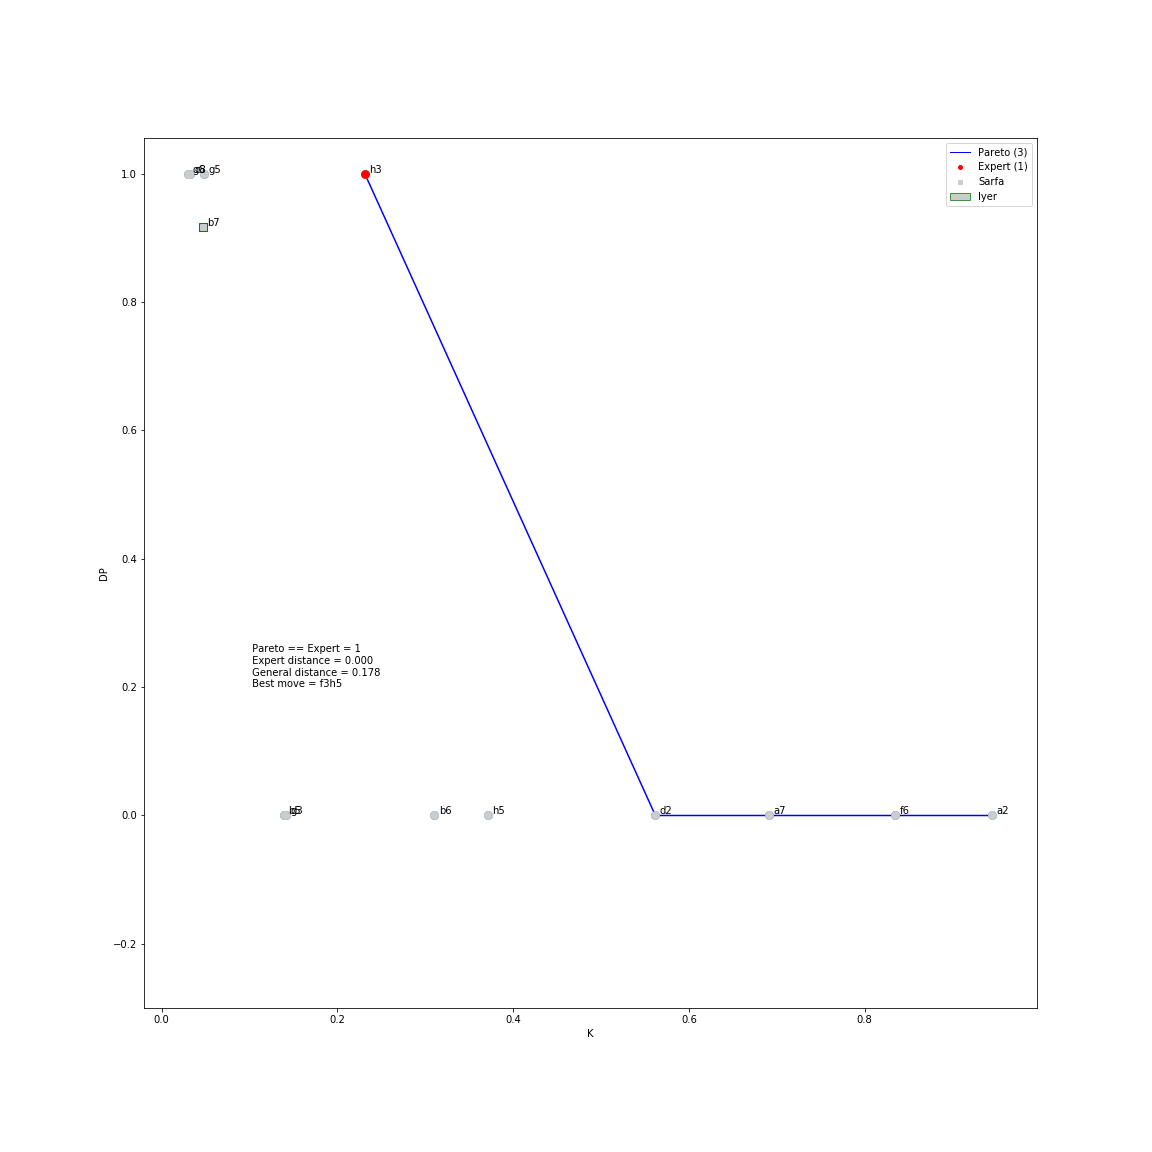 Pareto (3)
Expert (1)
Sarfa
Iyer
1.0
0.8
0.6
0.4
0.2
0.0
−0.2
DP
g5
h3
b7
Pareto == Expert = 1
Expert distance = 0.000
General distance = 0.178
Best move = f3h5
b6
h5
d2
a7
f6
a2
0.0
0.2
0.4
0.6
0.8
K